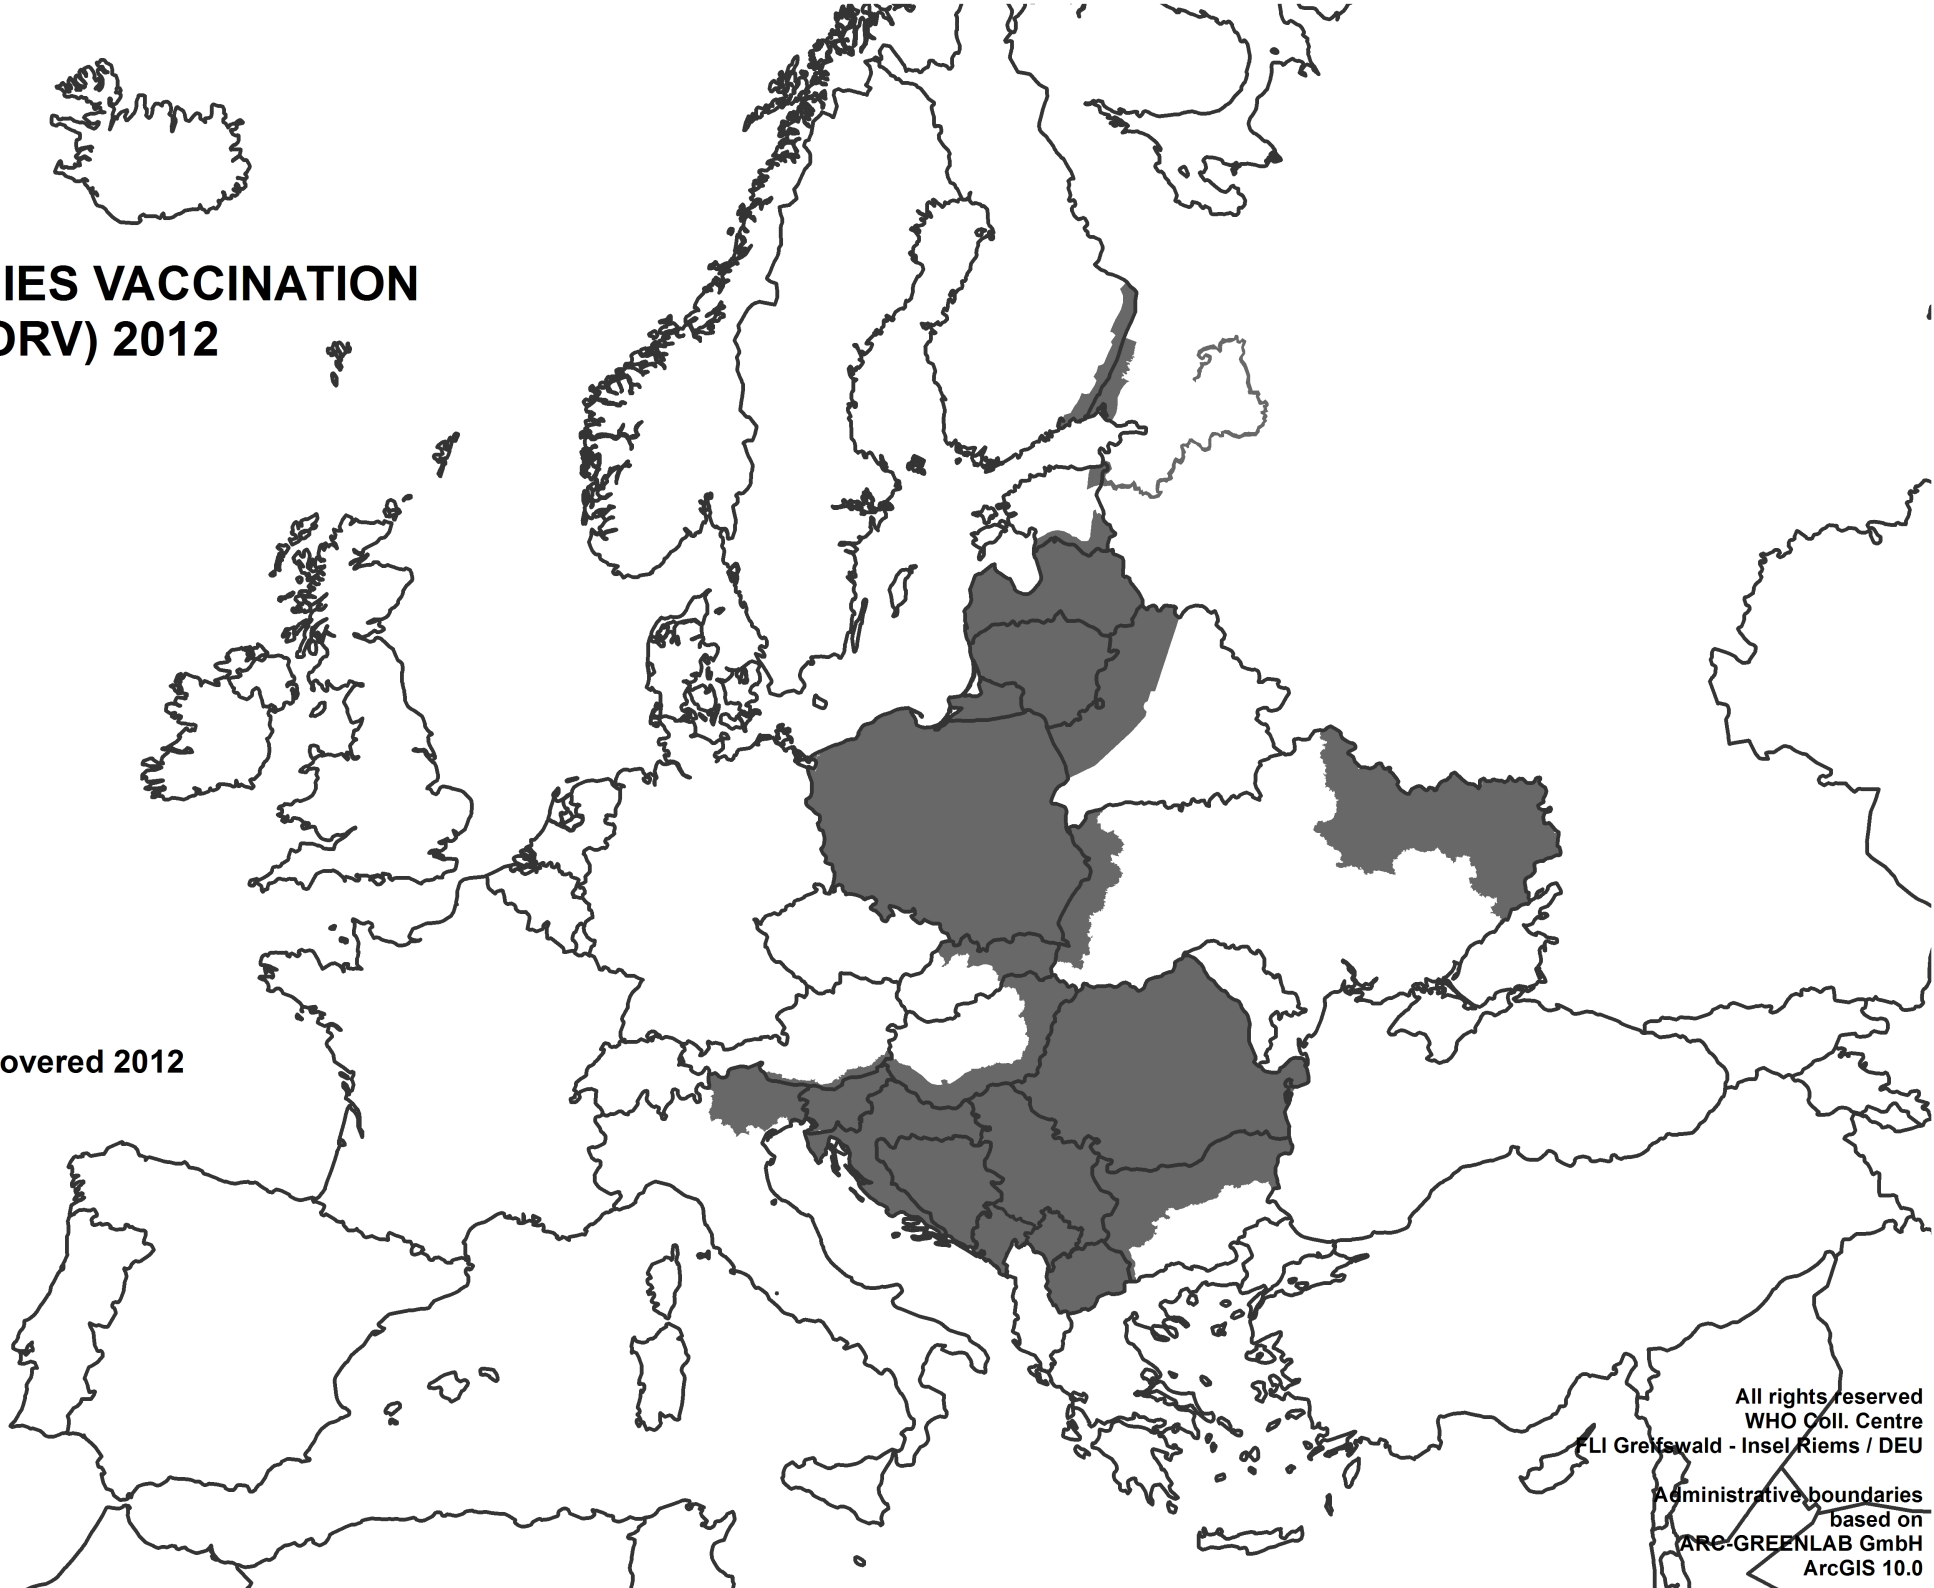 IES VACCINATION
ORV) 2012
overed 2012
All rights reserved
WHO Coll. Centre
FLI Greifswald - Insel Riems / DEU
Administrative boundaries
based on
ARC-GREENLAB GmbH
ArcGIS 10.0